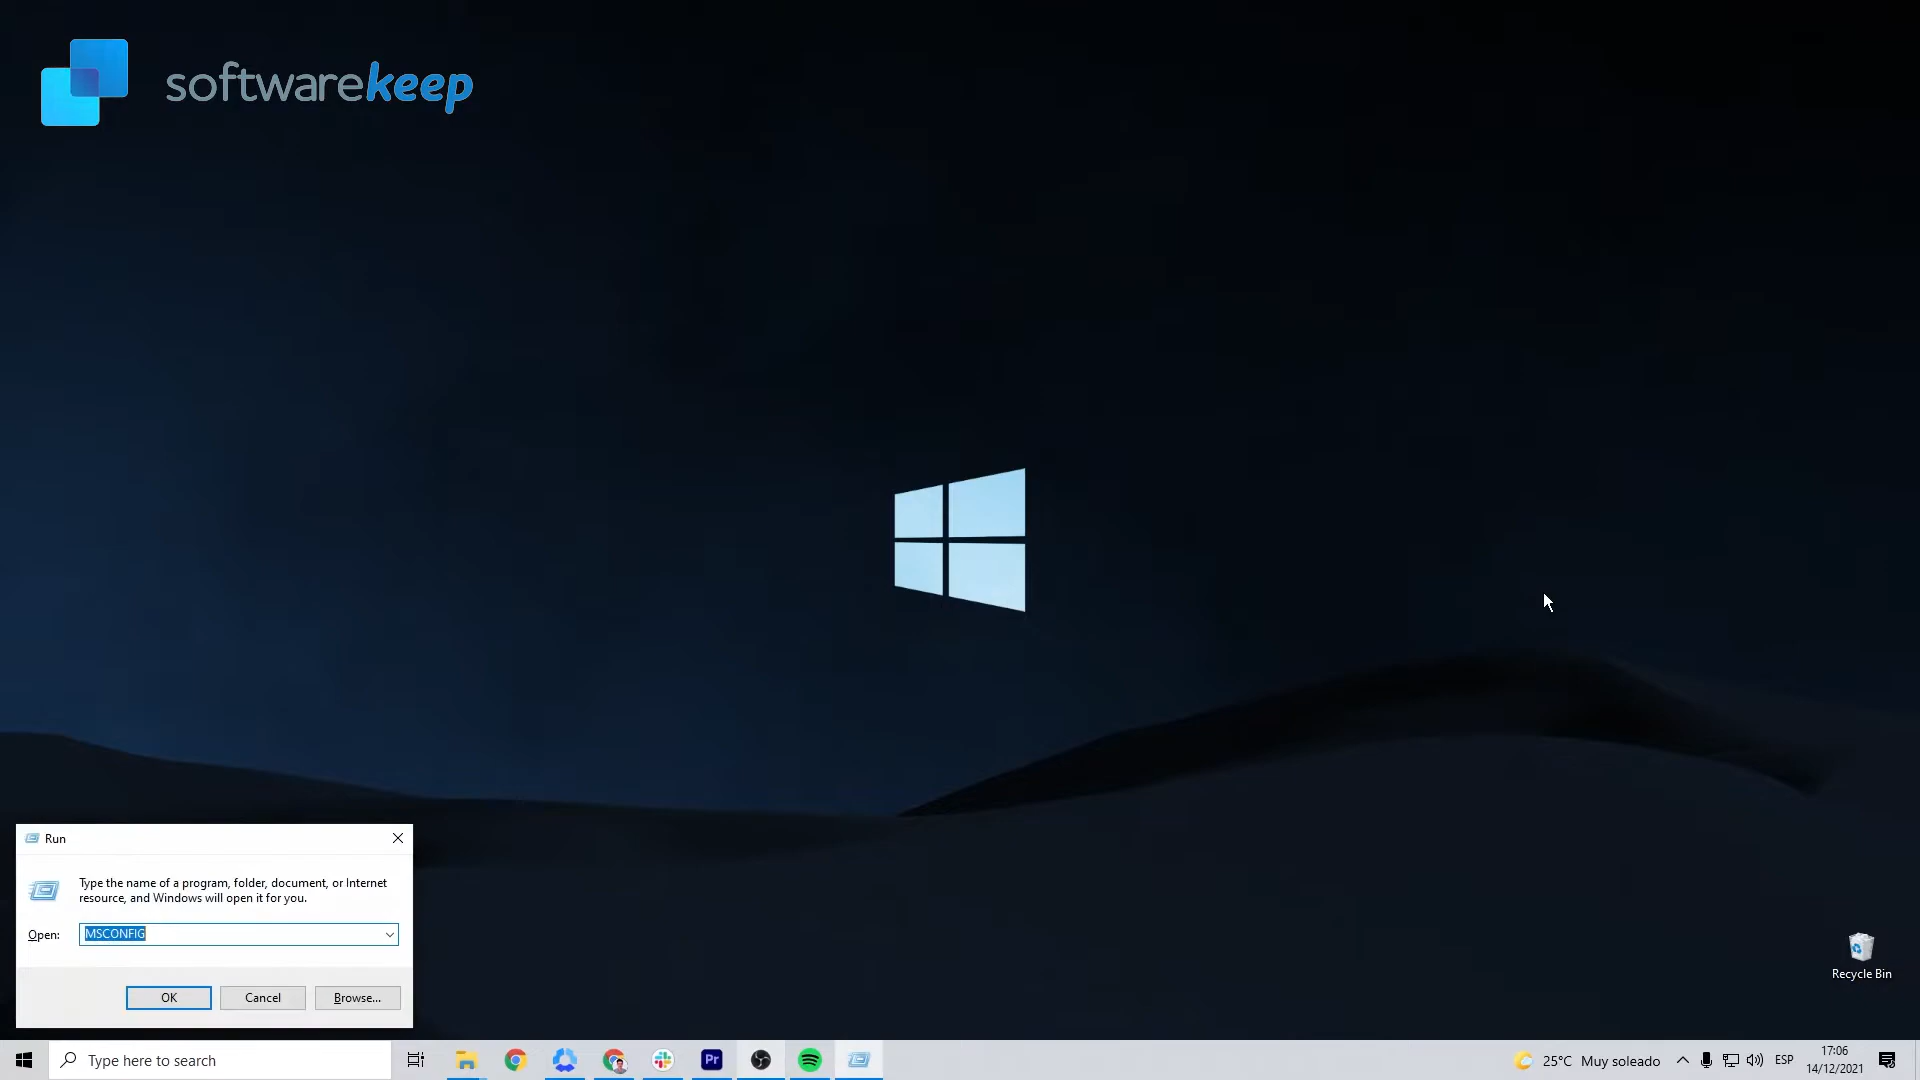 softwarekeep
Run
Type the name of a program, folder, document, or Internet
resource, and Windows will open it for you.
Open: MSCONFIG
OK Cancel Browse...
Recycle Bin
Type here to search
Pr
25°C Muy soleado
ESP
17:06
14/12/2021